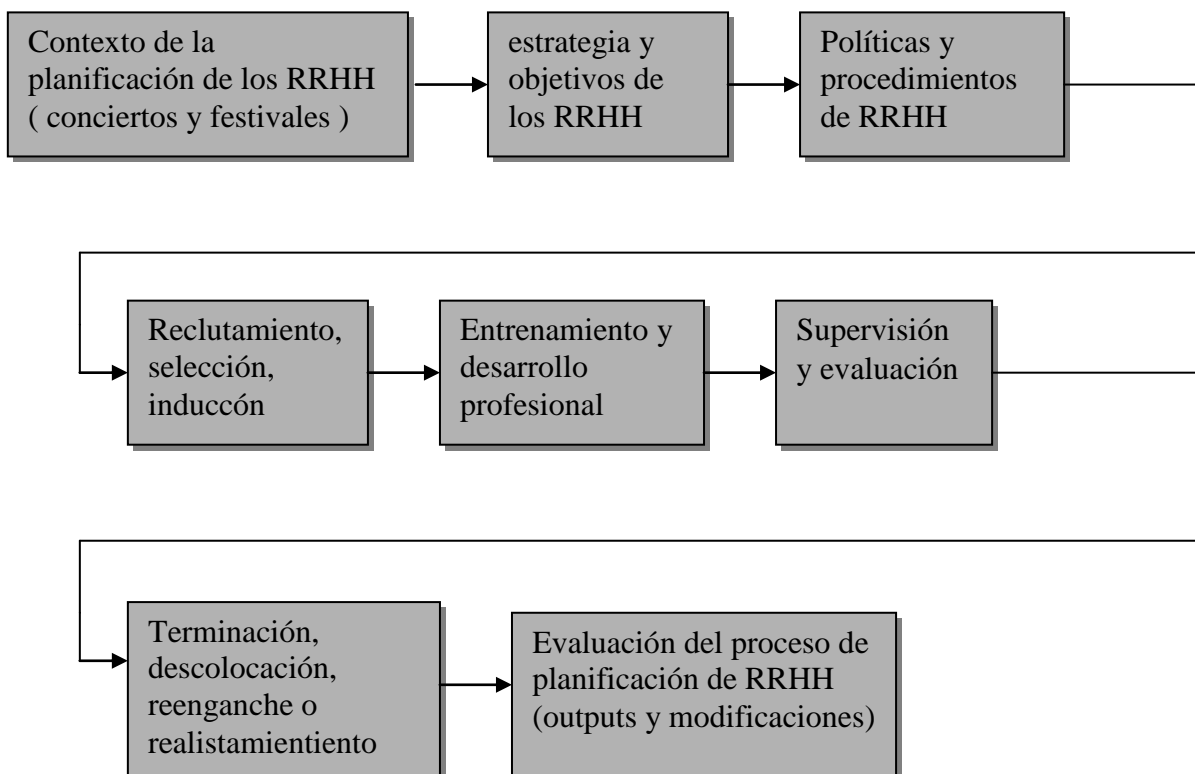 Contexto de la
planificación de los RRHH
( conciertos y festivales )
estrategia y
objetivos de
los RRHH
Políticas y
procedimientos
de RRHH
Reclutamiento,
selección,
induccón
Entrenamiento y
desarrollo
profesional
Supervisión
y evaluación
Terminación,
descolocación,
reenganche o
realistamientiento
Evaluación del proceso de
planificación de RRHH
(outputs y modificaciones)